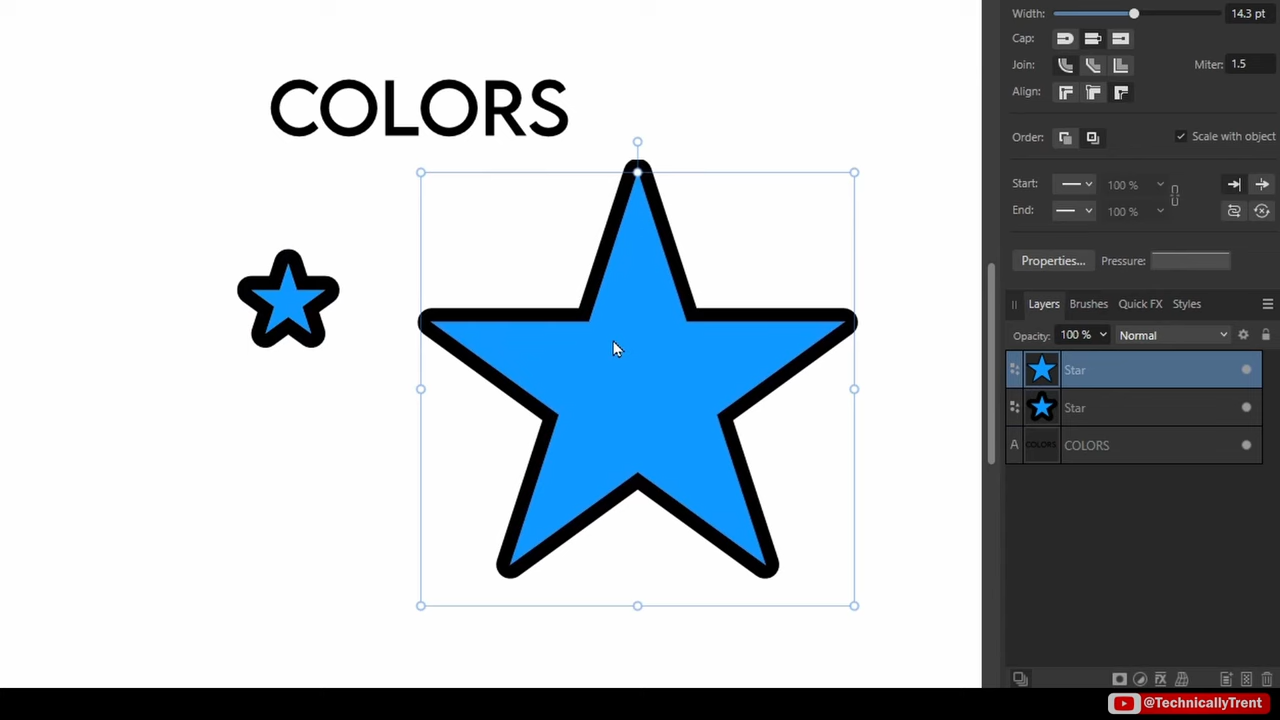 Width: 14.3 pt
Cap:
Join: Miter: 1.5
Align:
Order: Scale with object
Start: 100 %
End: 100 %
Properties... Pressure:
Layers Brushes Quick FX Styles
Opacity: 100 % Normal
Star
Star
A COLORS COLORS
COLORS
@TechnicallyTrent